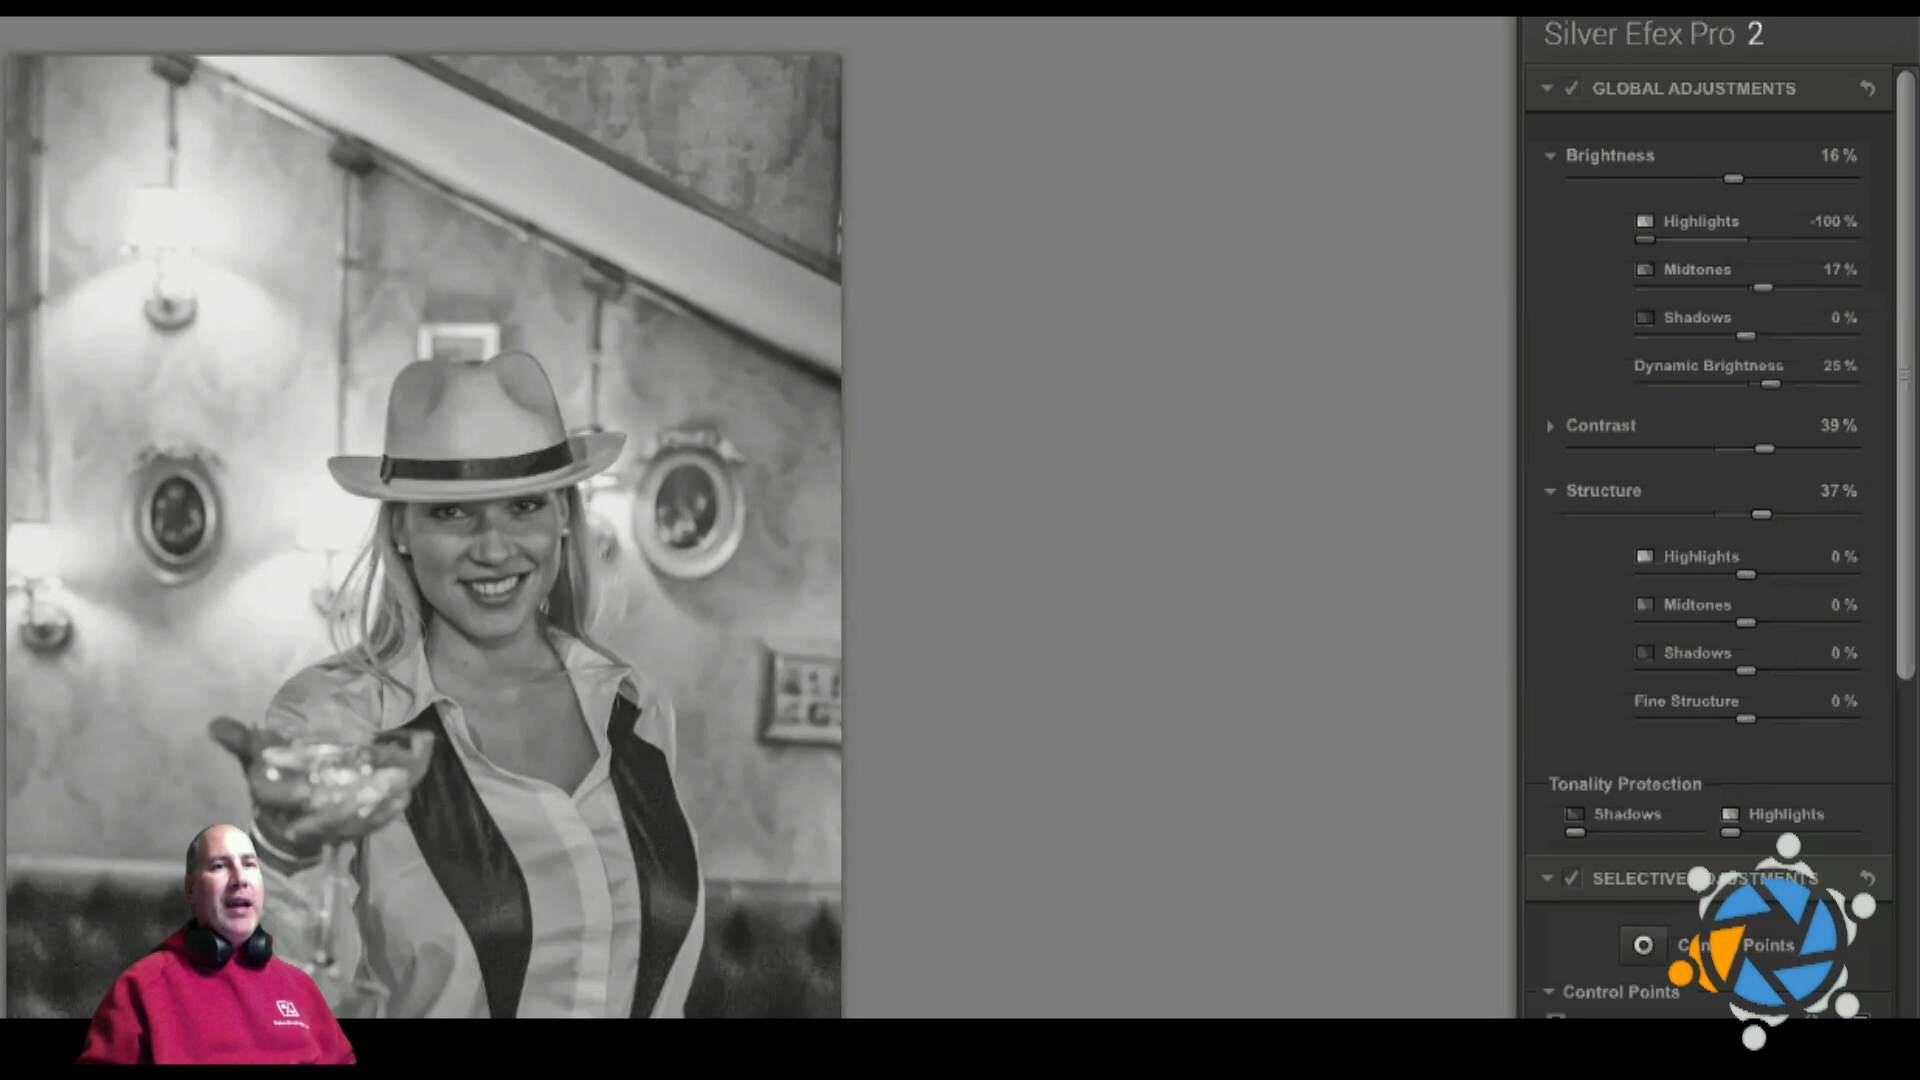 Silver Efex Pro 2
GLOBAL ADJUSTMENTS
Brightness 16 %
Highlights -100 %
Midtones 17 %
Shadows 0 %
Dynamic Brightness 25 %
Contrast 39 %
Structure 37 %
Highlights 0 %
Midtones 0 %
Shadows 0 %
Fine Structure 0 %
Tonality Protection
Shadows Highlights
SELECTIVE ADJUSTMENTS
Control Points
Control Points